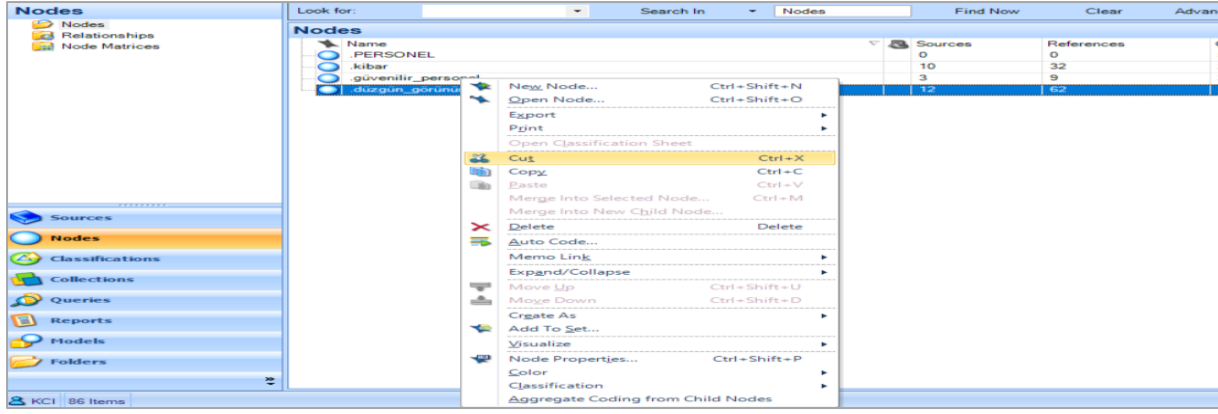 Nodes
Nodes
Relationships
Node Matrices
Sources
Nodes
Classifications
Collections
Queries
Reports
Models
Folders
KCI 86 Items
Look for: Search In Nodes Find Now Clear Advan
Nodes
Name Sources References
.PERSONEL 0 0
.kibar 10 32
.güvenilir_personel 3 9
.düzgün_görünü 12 62
New Node... Ctrl+Shift+N
Open Node... Ctrl+Shift+O
Export
Print
Open Classification Sheet
Cut Ctrl+X
Copy Ctrl+C
Paste Ctrl+V
Merge Into Selected Node... Ctrl+M
Merge Into New Child Node...
Delete Delete
Auto Code...
Memo Link
Expand/Collapse
Move Up Ctrl+Shift+U
Move Down Ctrl+Shift+D
Create As
Add To Set...
Visualize
Node Properties... Ctrl+Shift+P
Color
Classification
Aggregate Coding from Child Nodes